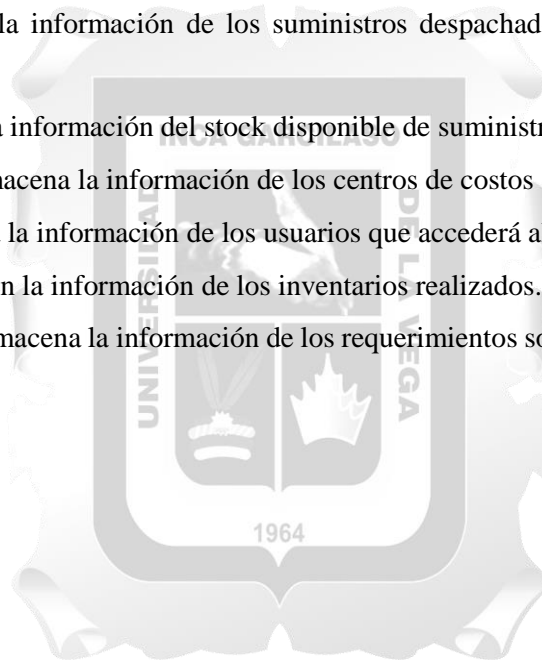 la información de los suministros despachad
a información del stock disponible de suministr
INCA GARCILASO
macena la información de los centros de costos
la información de los usuarios que accederá a
n la información de los inventarios realizados.
macena la información de los requerimientos so
UNIVERSIDAD
DE LA VEGA
1964